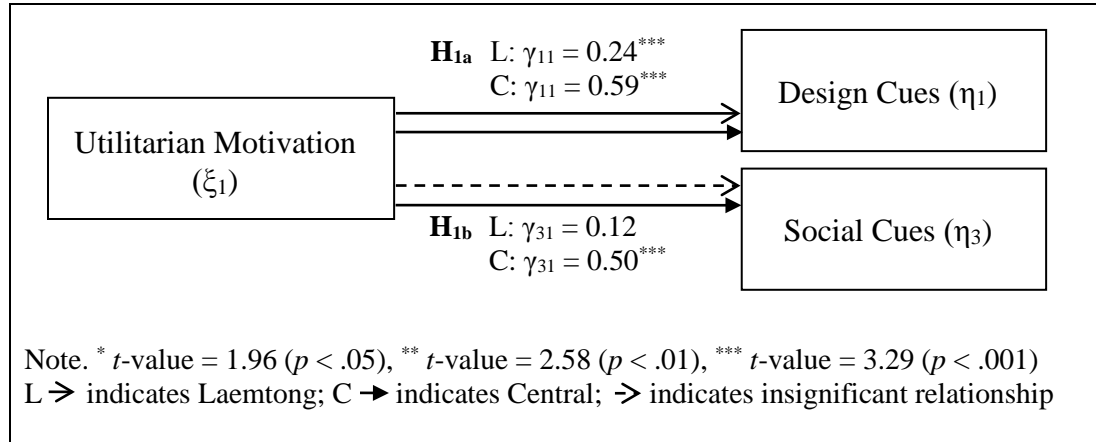 H1a L: γ11 = 0.24***
C: γ11 = 0.59***
Design Cues (η1)
Utilitarian Motivation
(ξ1)
H1b L: γ31 = 0.12
C: γ31 = 0.50***
Social Cues (η3)
Note. * t-value = 1.96 (p < .05), ** t-value = 2.58 (p < .01), *** t-value = 3.29 (p < .001)
L → indicates Laemtong; C → indicates Central; → indicates insignificant relationship